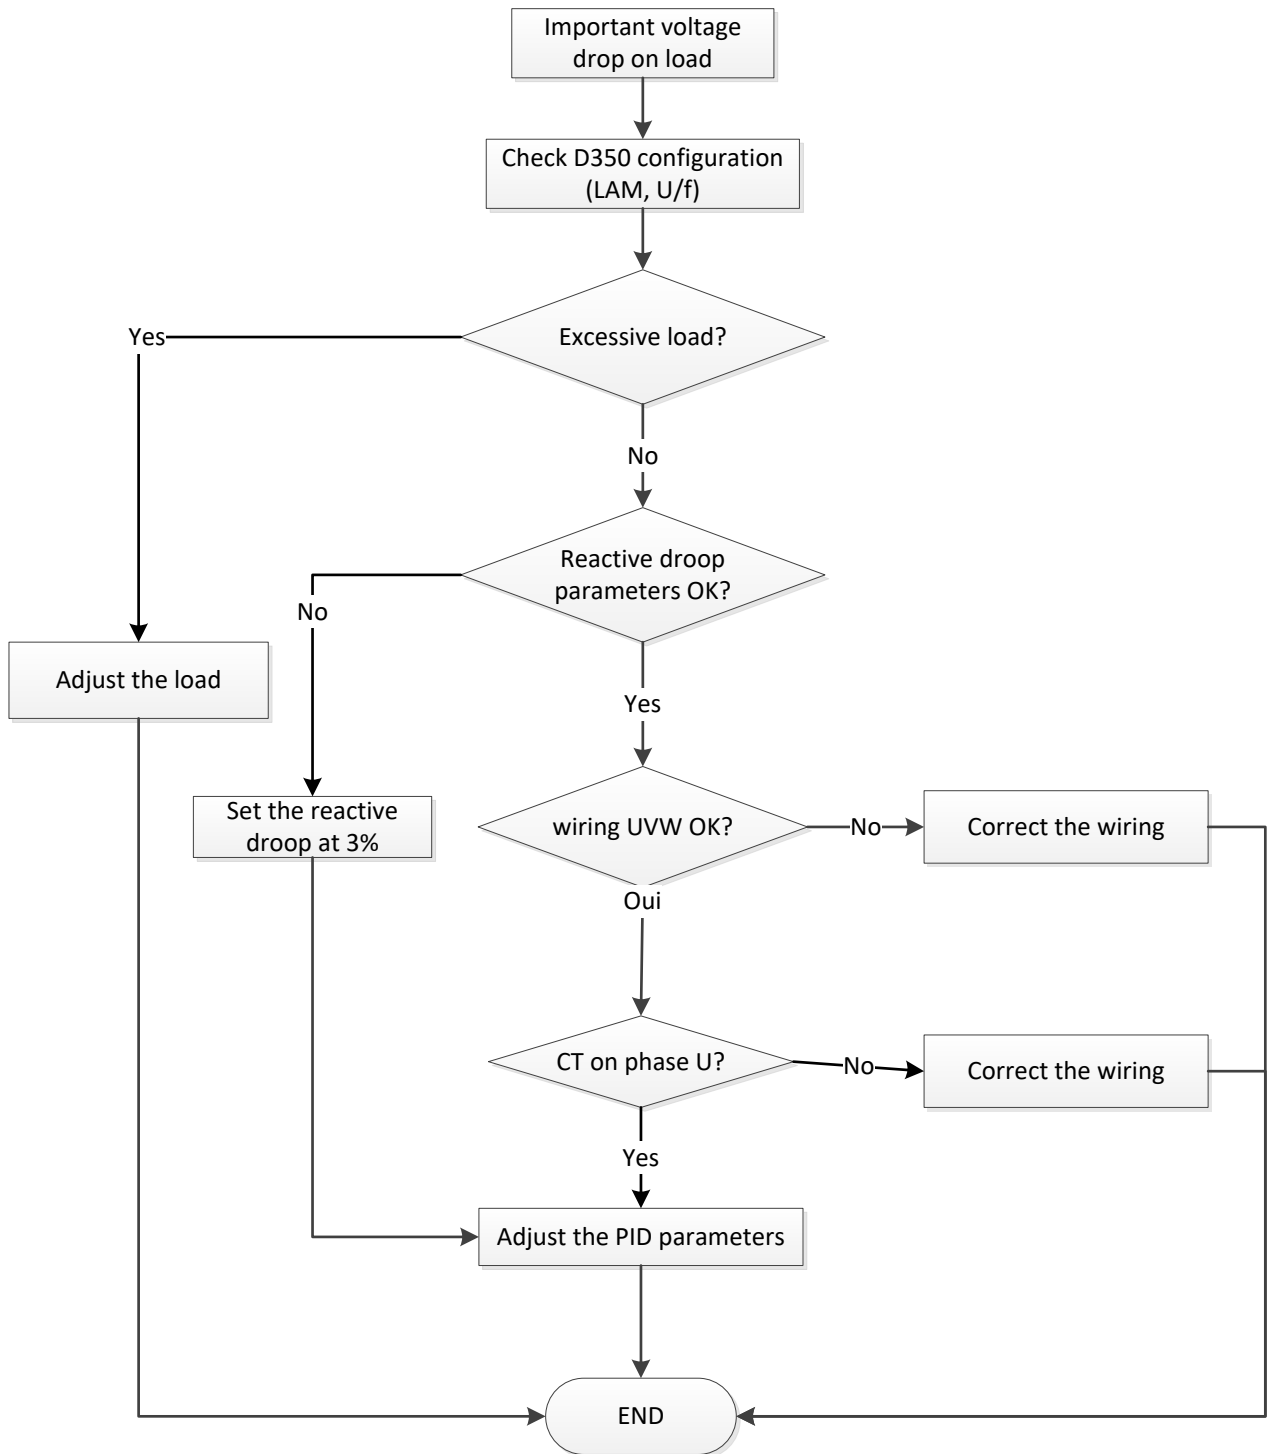 Important voltage
drop on load
Check D350 configuration
(LAM, U/f)
Yes
Excessive load?
No
Reactive droop
parameters OK?
No
Adjust the load
Yes
Set the reactive
droop at 3%
wiring UVW OK?
No
Correct the wiring
Oui
CT on phase U?
No
Correct the wiring
Yes
Adjust the PID parameters
END